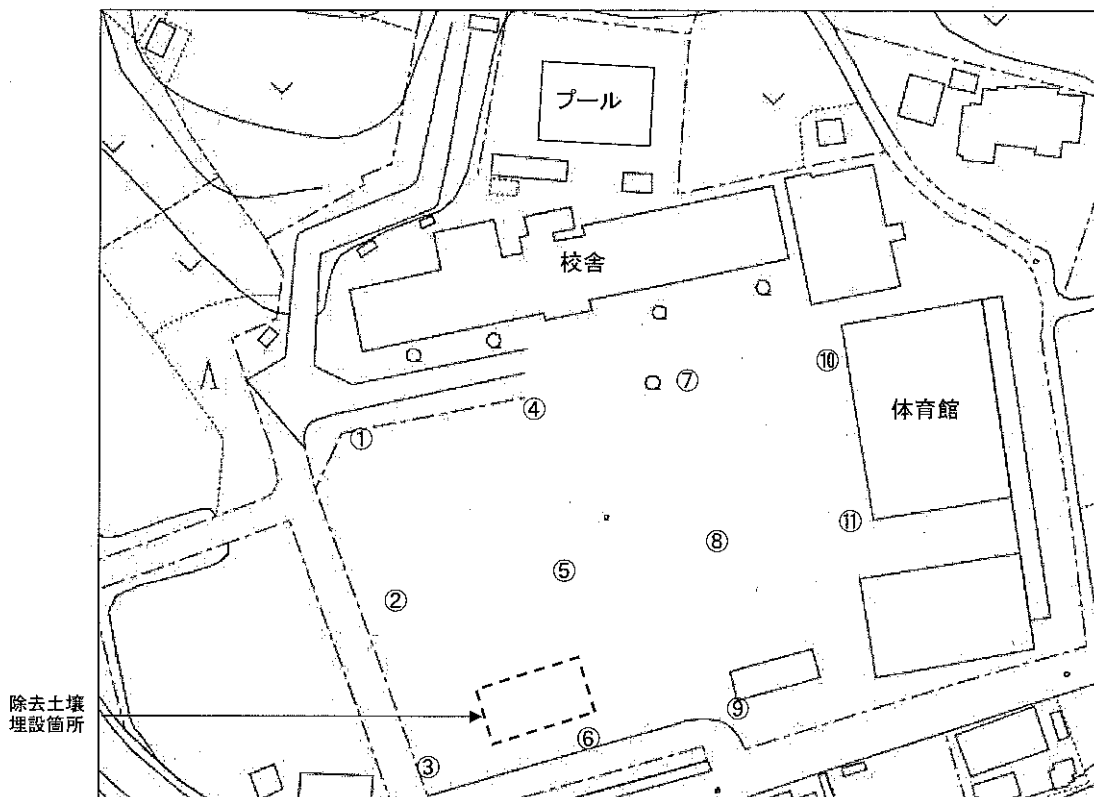 プール
校舎
⑩
⑦
体育館
④
①
⑪
⑧
⑤
②
除去土壌
埋設箇所
⑨
⑥
③